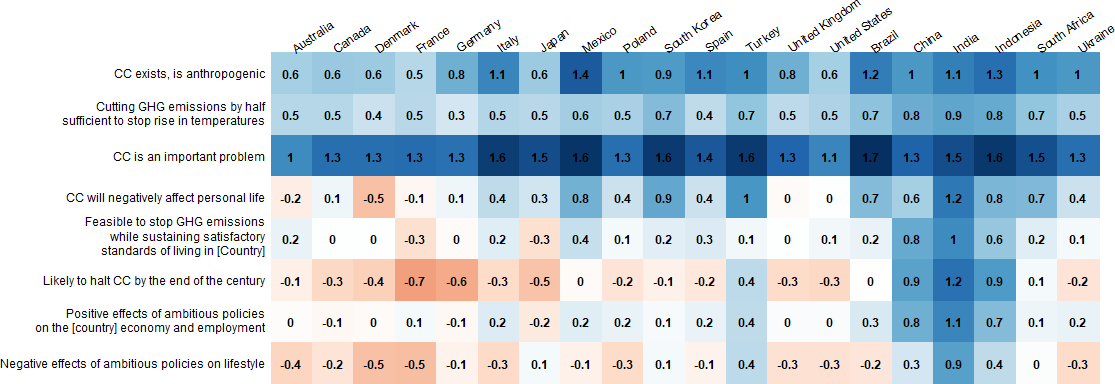 Australia Canada Denmark France Germany Italy Japan Mexico Poland South Korea Spain Turkey United Kingdom United States Brazil China India Indonesia South Africa Ukraine
CC exists, is anthropogenic 0.6 0.6 0.6 0.5 0.8 1.1 0.6 1.4 1 0.9 1.1 1 0.8 0.6 1.2 1 1.1 1.3 1 1
Cutting GHG emissions by half
sufficient to stop rise in temperatures 0.5 0.5 0.4 0.5 0.3 0.5 0.5 0.6 0.5 0.7 0.4 0.7 0.5 0.5 0.7 0.8 0.9 0.8 0.7 0.5
CC is an important problem 1 1.3 1.3 1.3 1.3 1.6 1.5 1.6 1.3 1.6 1.4 1.6 1.3 1.1 1.7 1.3 1.5 1.6 1.5 1.3
CC will negatively affect personal life -0.2 0.1 -0.5 -0.1 0.1 0.4 0.3 0.8 0.4 0.9 0.4 1 0 0 0.7 0.6 1.2 0.8 0.7 0.4
Feasible to stop GHG emissions
while sustaining satisfactory
standards of living in [Country] 0.2 0 0 -0.3 0 0.2 -0.3 0.4 0.1 0.2 0.3 0.1 0 0.1 0.2 0.8 1 0.6 0.2 0.1
Likely to halt CC by the end of the century -0.1 -0.3 -0.4 -0.7 -0.6 -0.3 -0.5 0 -0.2 -0.1 -0.2 0.4 -0.3 -0.3 0 0.9 1.2 0.9 0.1 -0.2
Positive effects of ambitious policies
on the [country] economy and employment 0 -0.1 0 0.1 -0.1 0.2 -0.2 0.2 0.2 0.1 0.2 0.4 0 0 0.3 0.8 1.1 0.7 0.1 0.2
Negative effects of ambitious policies on lifestyle -0.4 -0.2 -0.5 -0.5 -0.1 -0.3 0.1 -0.1 -0.3 0.1 -0.1 0.4 -0.3 -0.3 -0.2 0.3 0.9 0.4 0 -0.3